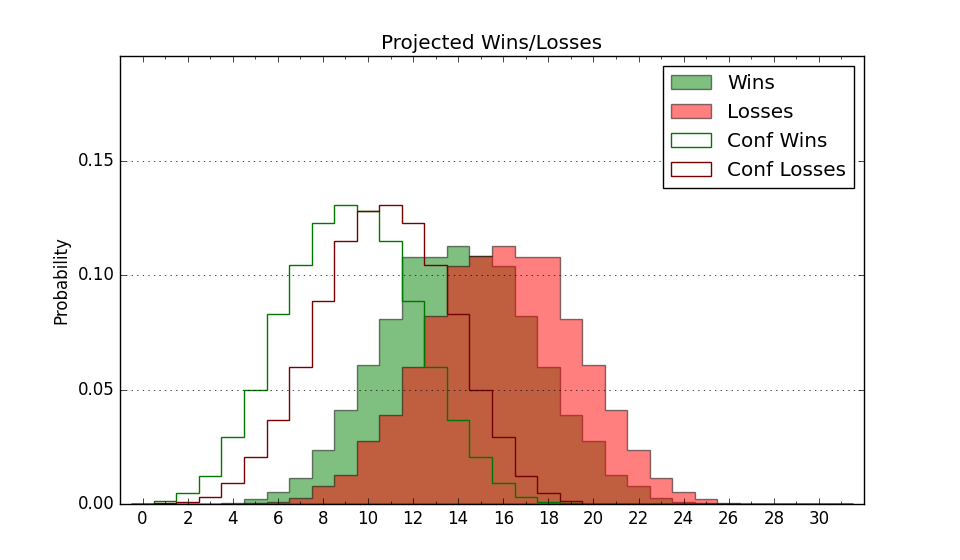 Projected Wins/Losses
Wins
Losses
Conf Wins
Conf Losses
Probability
0.15
0.10
0.05
0.00
0 2 4 6 8 10 12 14 16 18 20 22 24 26 28 30